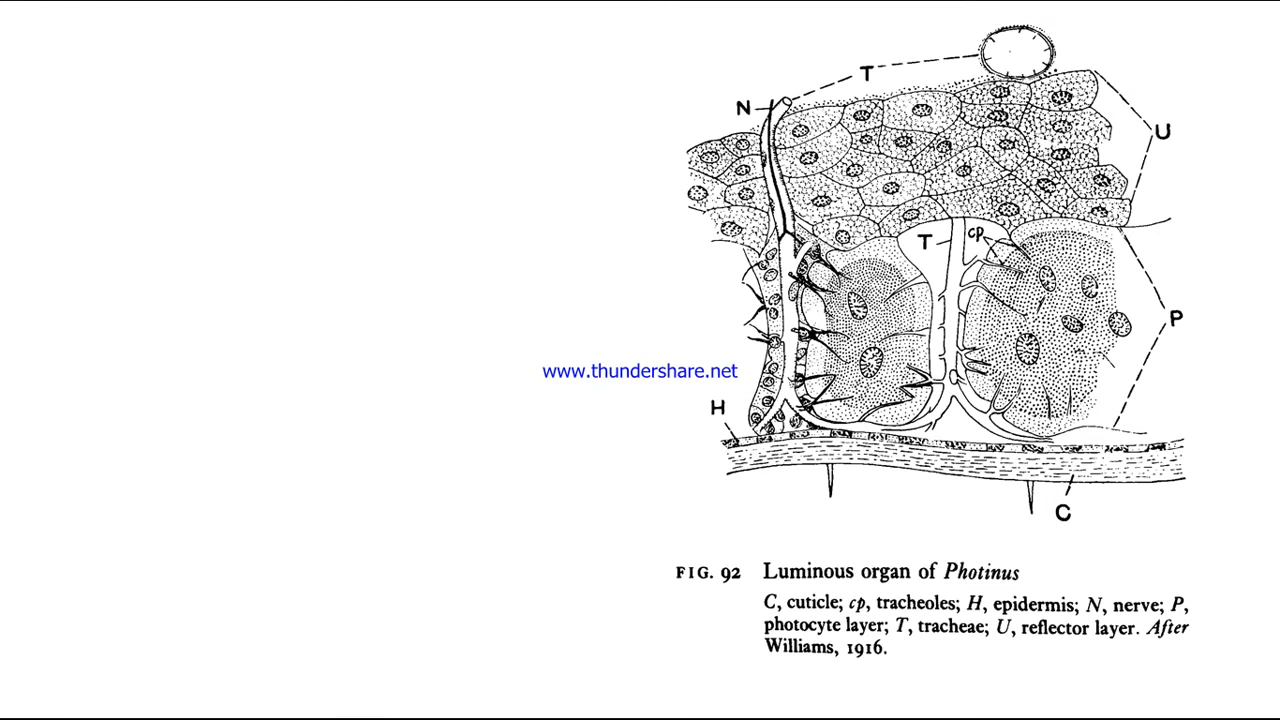 T
N
U
T
cp
P
www.thundershare.net
H
C
FIG. 92 Luminous organ of Photinus
C, cuticle; cp, tracheoles; H, epidermis; N, nerve; P,
photocyte layer; T, tracheae; U, reflector layer. After
Williams, 1916.